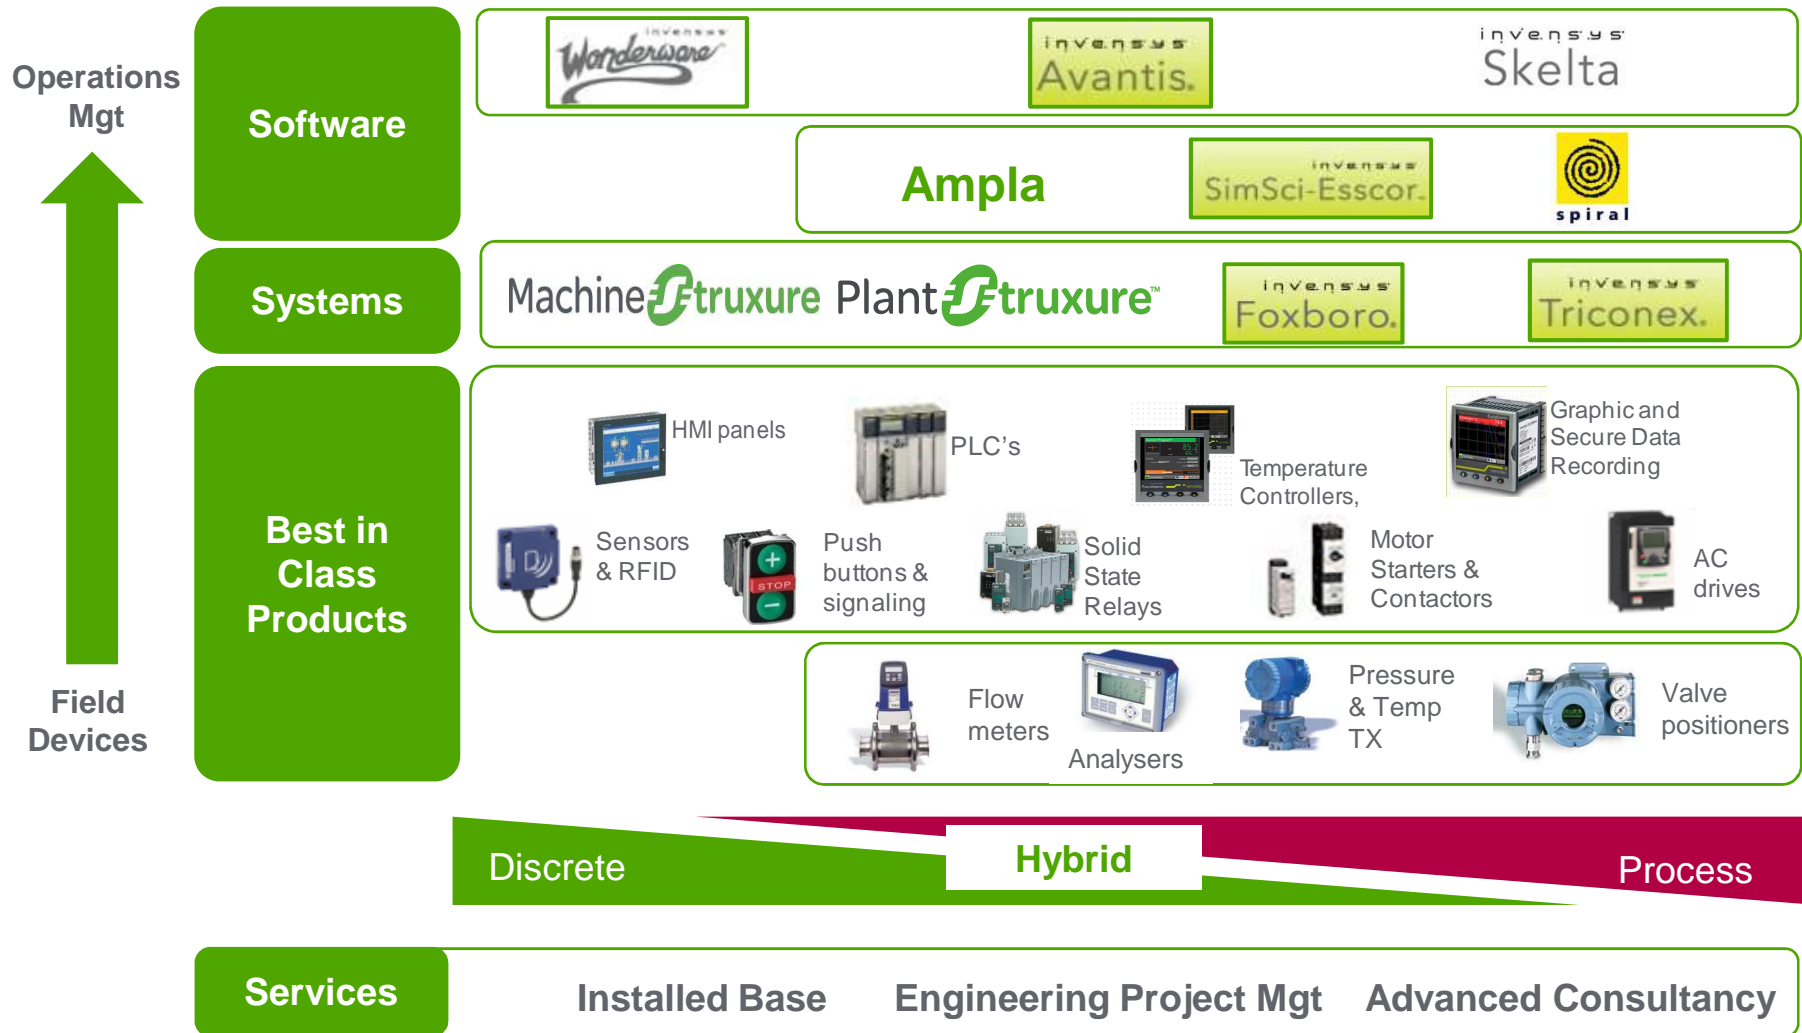 Operations
Mgt
Software
invensys
Wonderware
invensys
Avantis.
invensys
Skelta
Ampla
invensys
SimSci-Esscor
spiral
Systems
MachineStruxure
PlantStruxure™
invensys
Foxboro.
invensys
Triconex.
Best in
Class
Products
HMI panels
PLC's
Temperature
Controllers,
Graphic and
Secure Data
Recording
Sensors
& RFID
STOP
Push
buttons &
signaling
Solid
State
Relays
Motor
Starters &
Contactors
AC
drives
Field
Devices
Flow
meters
Analysers
Pressure
& Temp
TX
Valve
positioners
Discrete
Hybrid
Process
Services
Installed Base
Engineering Project Mgt
Advanced Consultancy